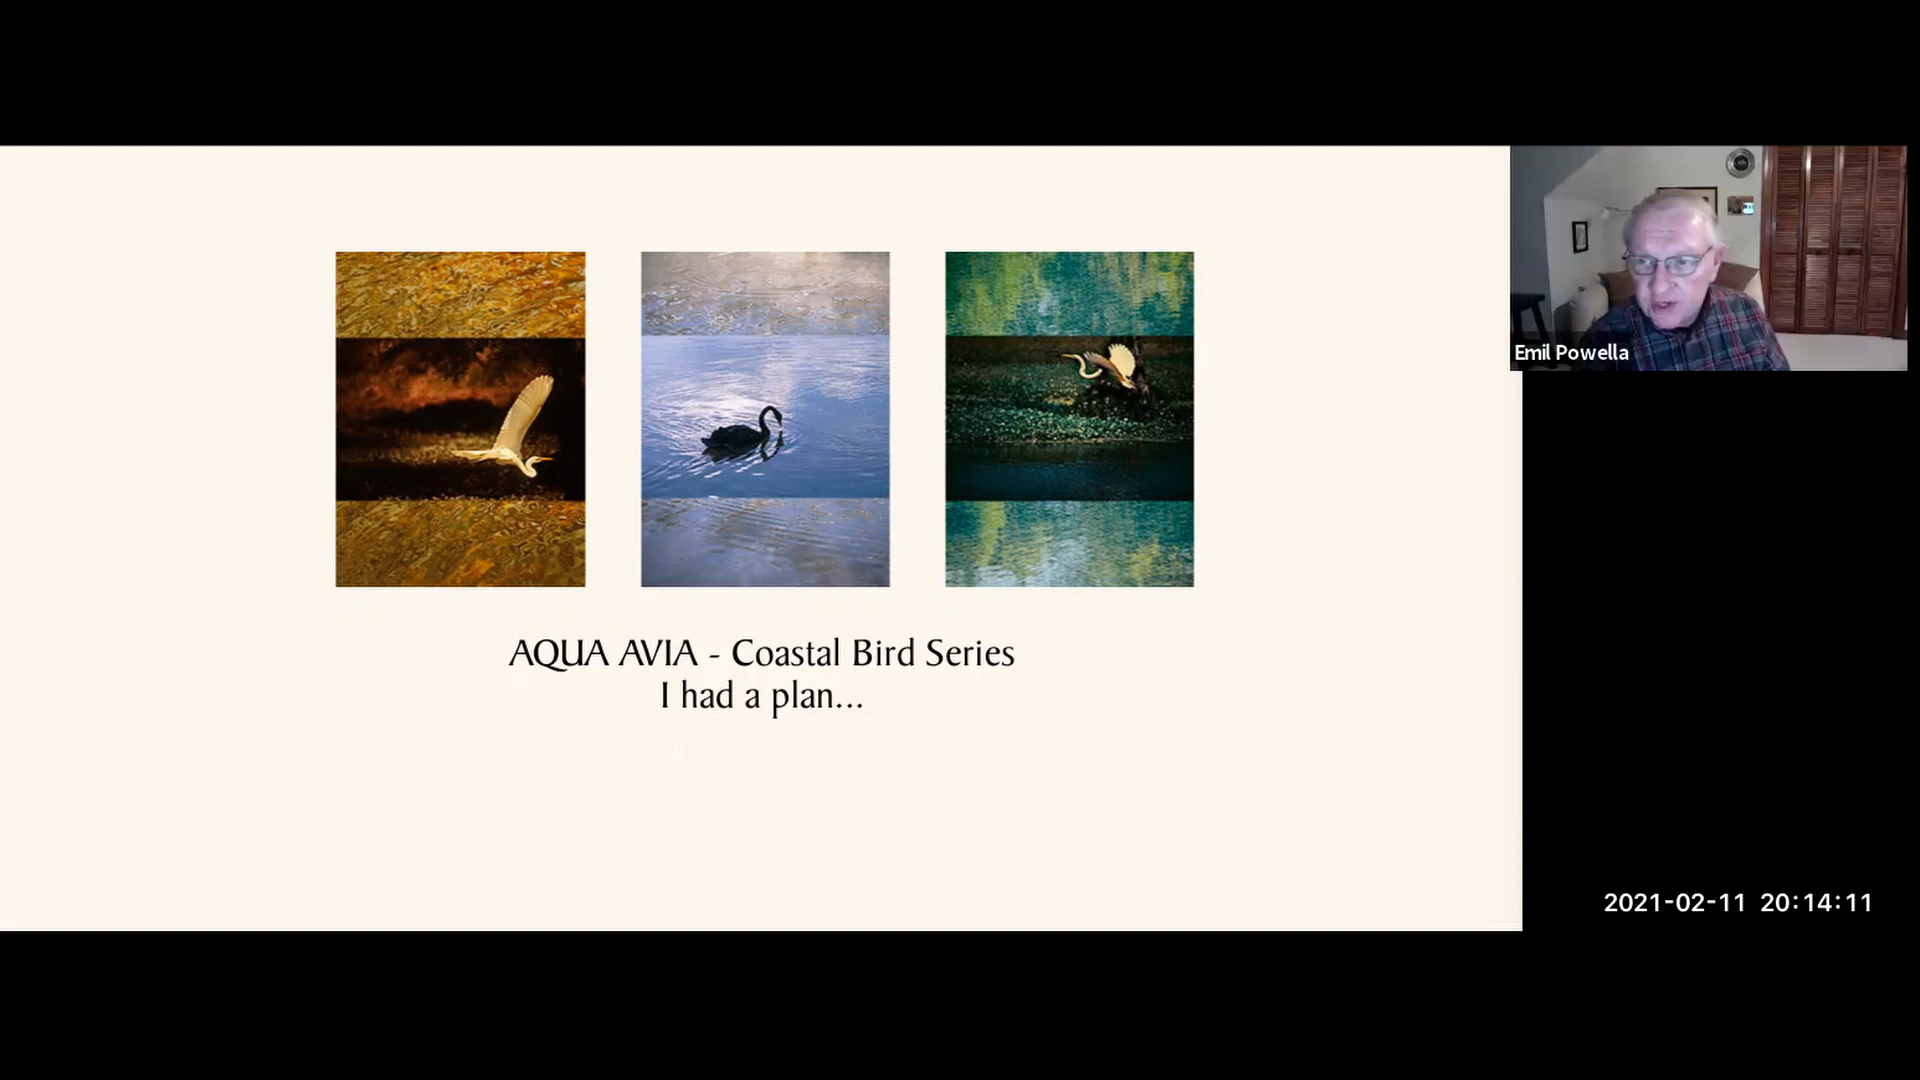 Emil Powella
AQUA AVIA - Coastal Bird Series
I had a plan...
2021-02-11 20:14:11